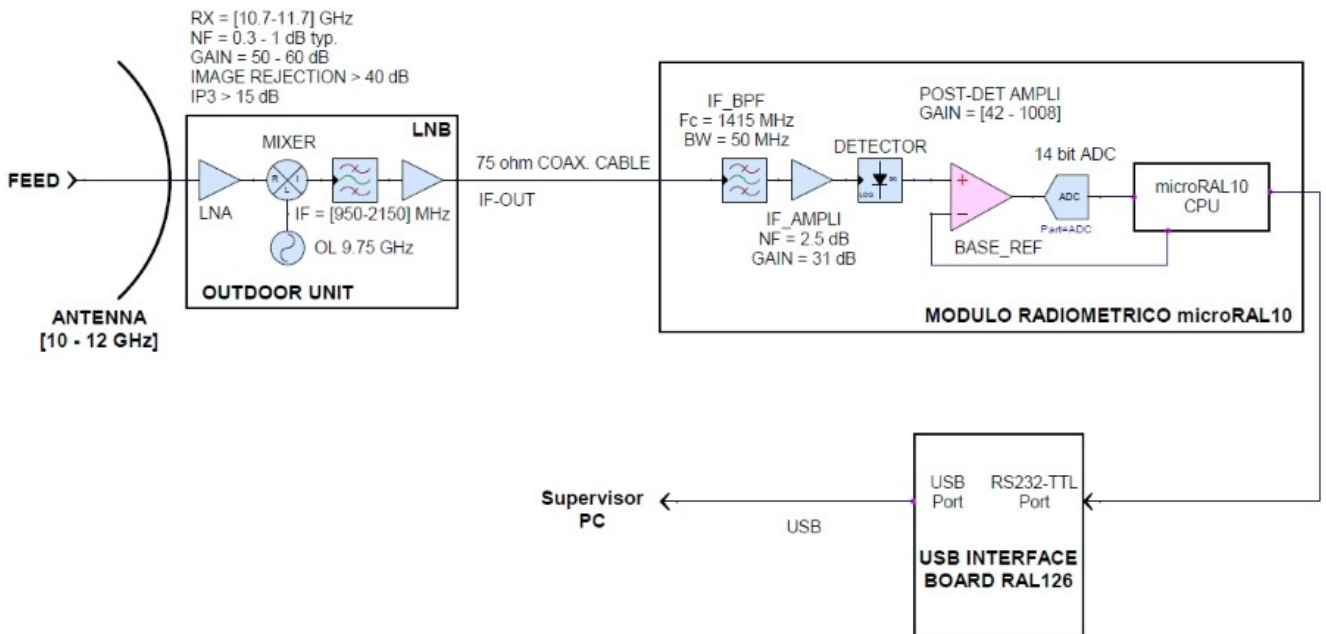 RX = [10.7-11.7] GHz
NF = 0.3 - 1 dB typ.
GAIN = 50 - 60 dB
IMAGE REJECTION > 40 dB
IP3 > 15 dB
LNB
MIXER
FEED
LNA
R
I
L
IF = [950-2150] MHz
OL 9.75 GHz
OUTDOOR UNIT
ANTENNA
[10 - 12 GHz]
75 ohm COAX. CABLE
IF-OUT
IF_BPF
Fc = 1415 MHz
BW = 50 MHz
IF_AMPLI
NF = 2.5 dB
GAIN = 31 dB
DETECTOR
DC
LOG
POST-DET AMPLI
GAIN = [42 - 1008]
+
−
BASE_REF
14 bit ADC
ADC
Part=ADC
microRAL10
CPU
MODULO RADIOMETRICO microRAL10
Supervisor
PC
USB
USB
Port
RS232-TTL
Port
USB INTERFACE
BOARD RAL126